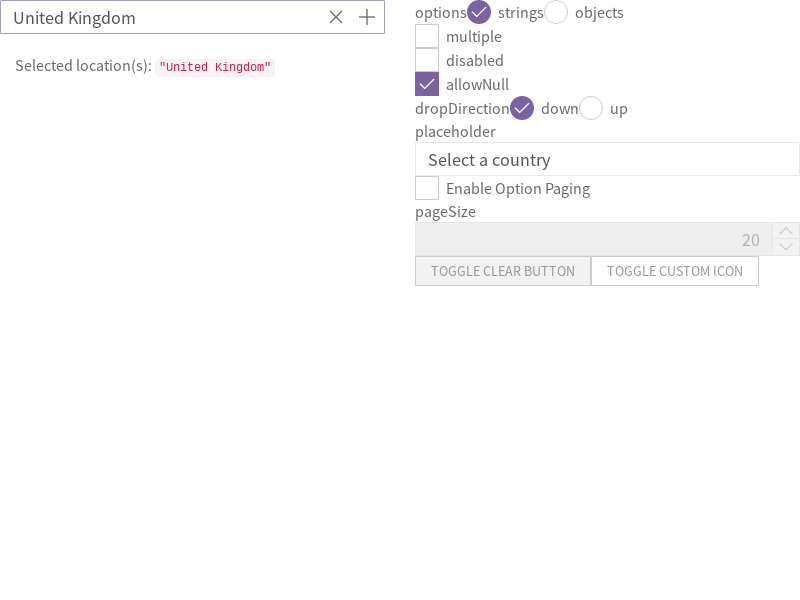 United Kingdom
Selected location(s): "United Kingdom"
options strings objects
multiple
disabled
allowNull
dropDirection down up
placeholder
Select a country
Enable Option Paging
pageSize
20
TOGGLE CLEAR BUTTON TOGGLE CUSTOM ICON